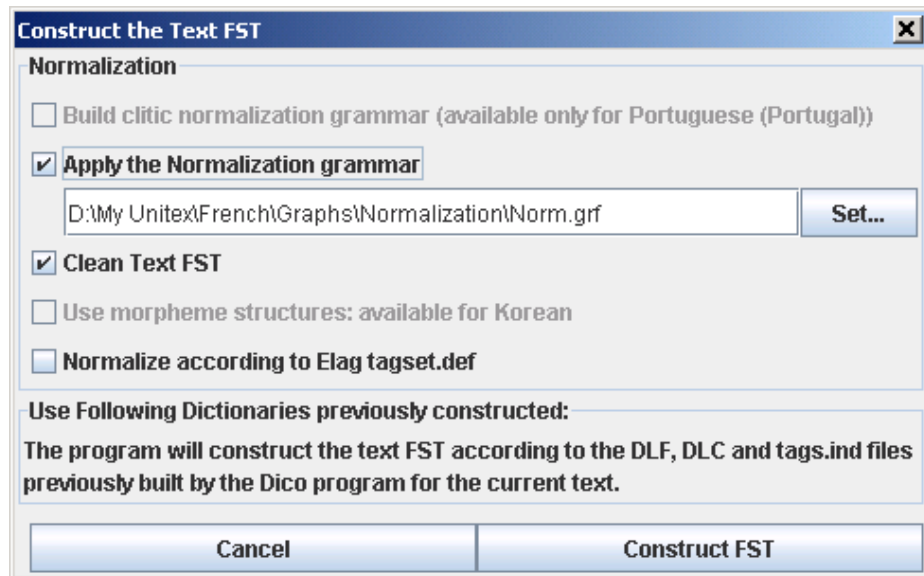 Construct the Text FST
Normalization
Build clitic normalization grammar (available only for Portuguese (Portugal))
Apply the Normalization grammar
D:\My Unitex\French\Graphs\Normalization\Norm.grf
Set...
Clean Text FST
Use morpheme structures: available for Korean
Normalize according to Elag tagset.def
Use Following Dictionaries previously constructed:
The program will construct the text FST according to the DLF, DLC and tags.ind files
previously built by the Dico program for the current text.
Cancel
Construct FST